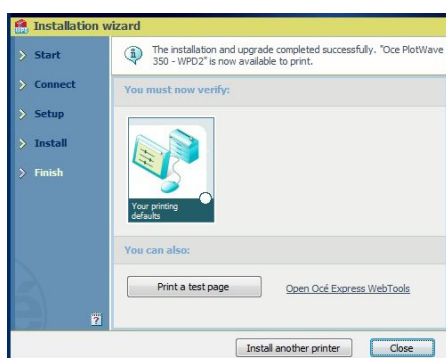 Installation wizard
Start
Connect
Setup
Install
Finish
The installation and upgrade completed successfully. "Oce PlotWave
350 - WPD2" is now available to print.
You must now verify:
Your printing
defaults
You can also:
Print a test page
Open Océ Express WebTools
?
Install another printer
Close